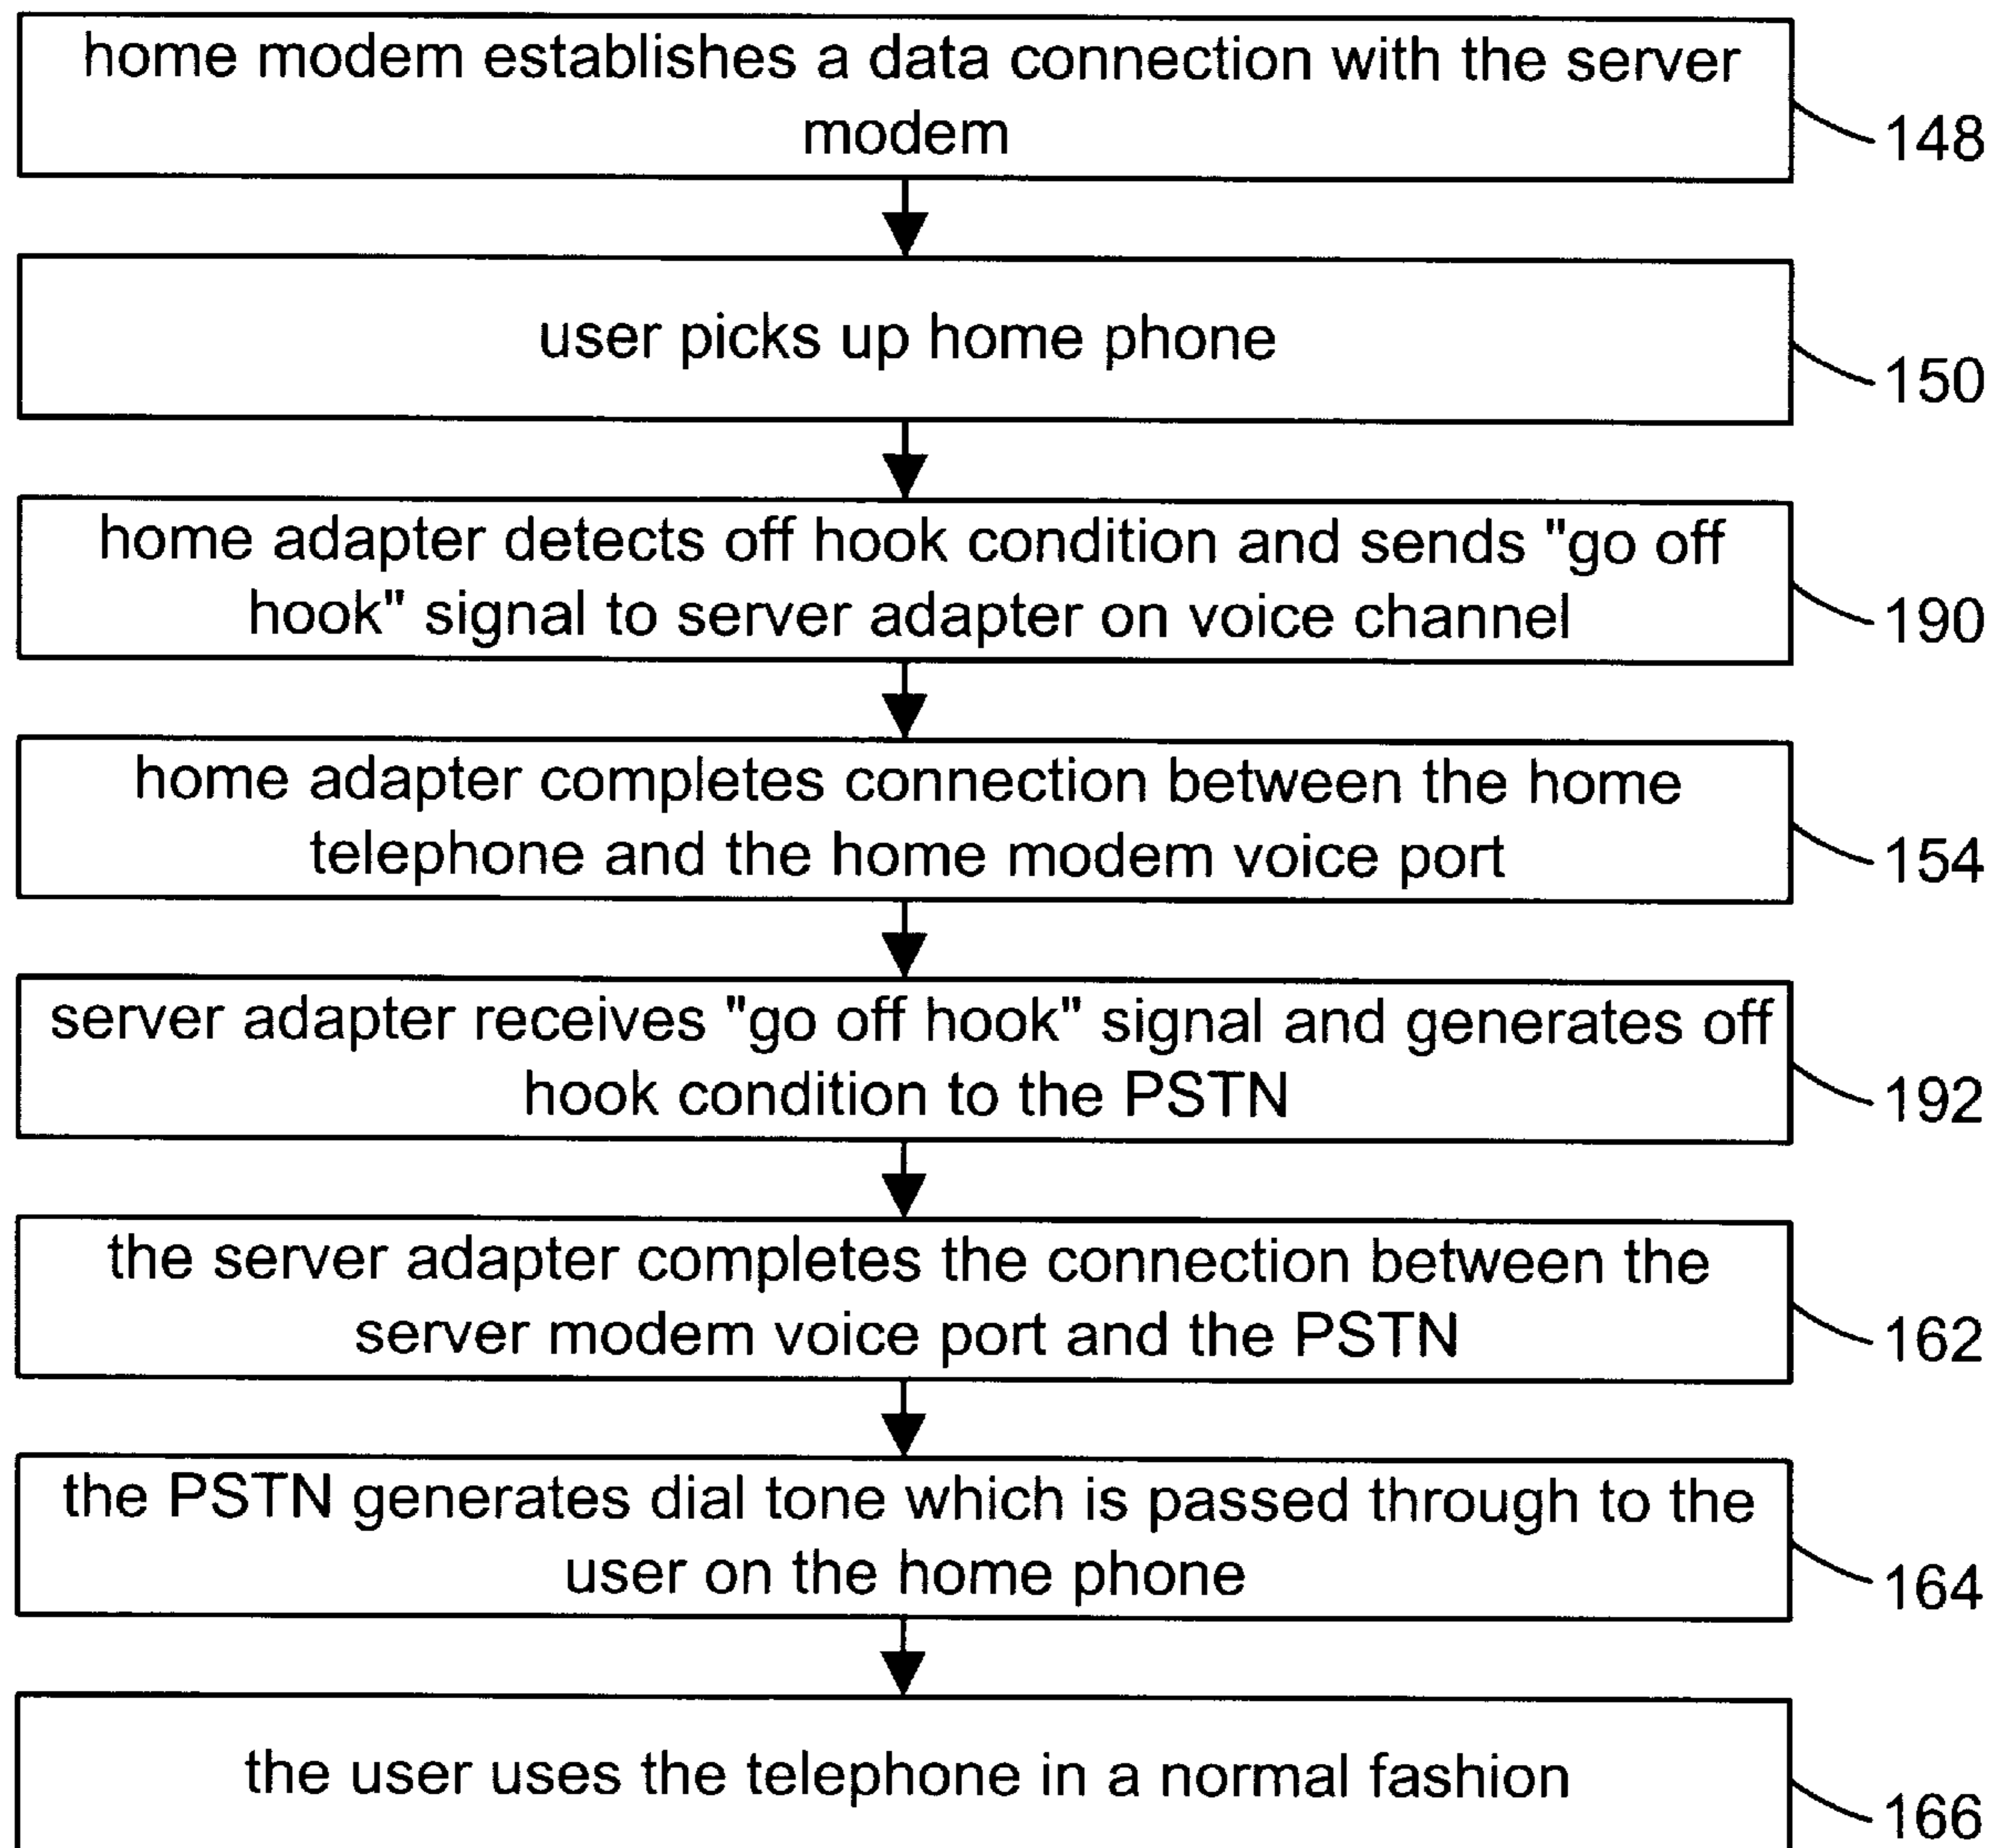 home modem establishes a data connection with the server
modem
148
user picks up home phone
150
home adapter detects off hook condition and sends "go off
hook" signal to server adapter on voice channel
190
home adapter completes connection between the home
telephone and the home modem voice port
154
server adapter receives "go off hook" signal and generates off
hook condition to the PSTN
192
the server adapter completes the connection between the
server modem voice port and the PSTN
162
the PSTN generates dial tone which is passed through to the
user on the home phone
164
the user uses the telephone in a normal fashion
166